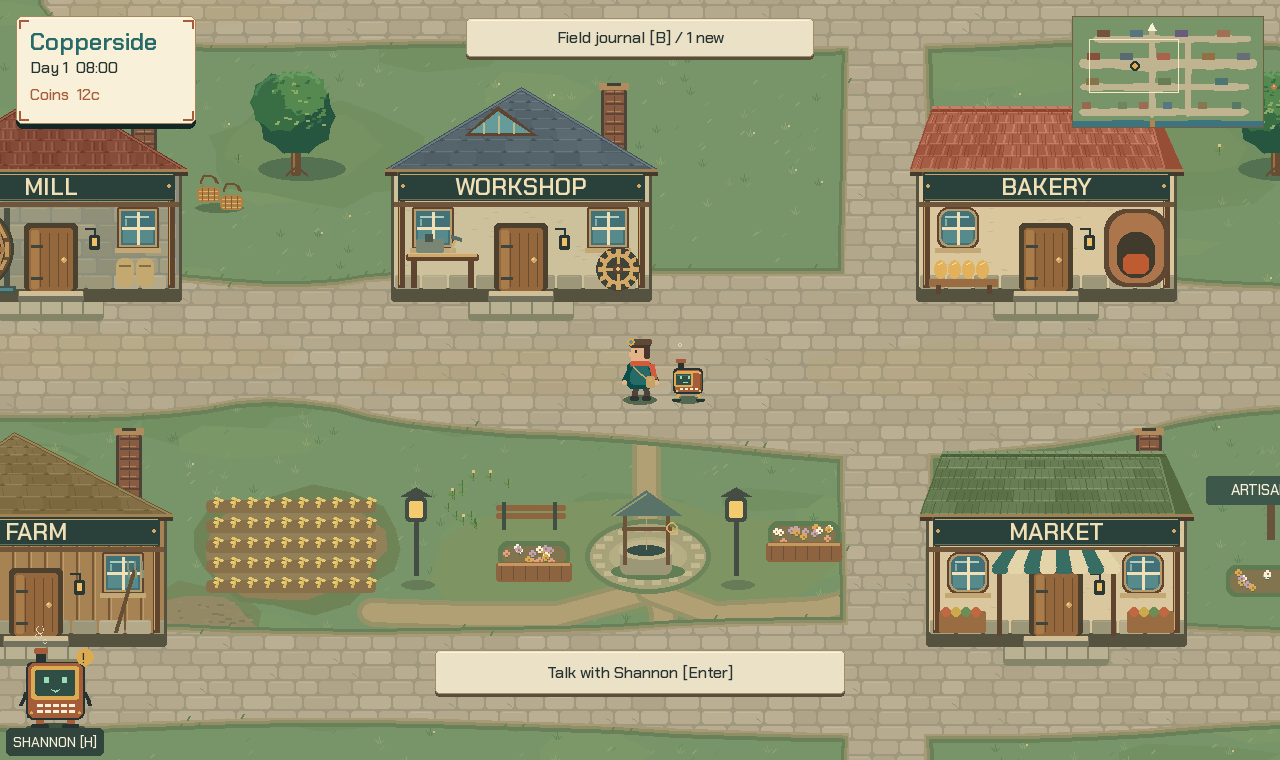 Copperside
Day 1 08:00
Coins 12c
Field journal [B] / 1 new
MILL
WORKSHOP
BAKERY
FARM
MARKET
ARTISA
!
Talk with Shannon [Enter]
SHANNON [H]